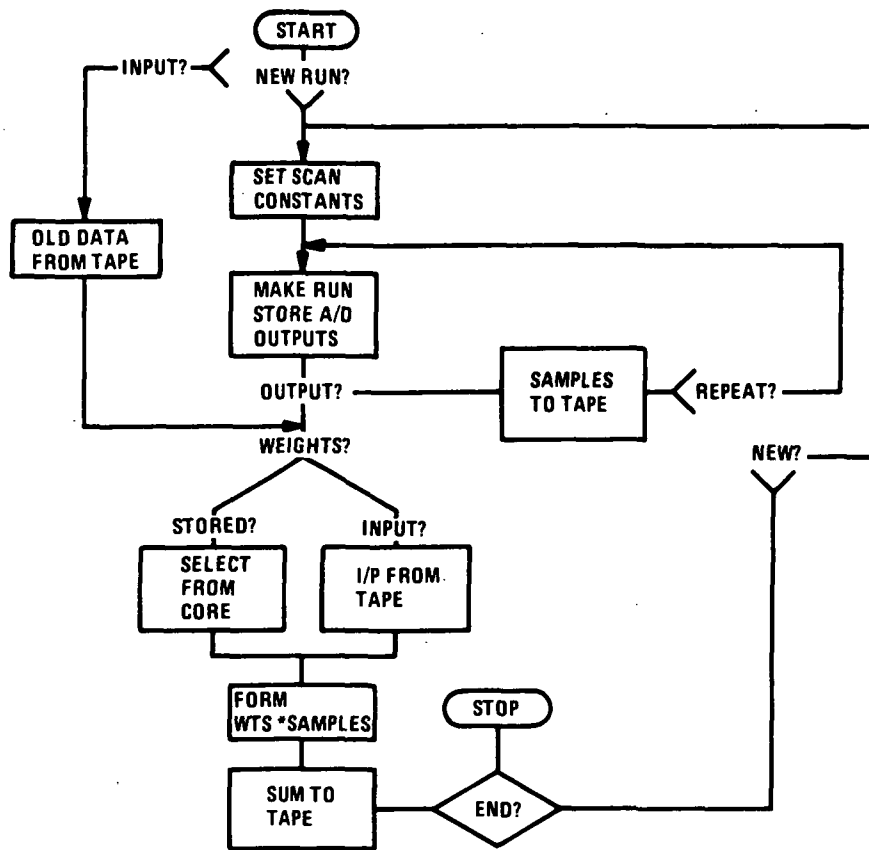 START
INPUT?
NEW RUN?
SET SCAN
CONSTANTS
OLD DATA
FROM TAPE
MAKE RUN
STORE A/D
OUTPUTS
OUTPUT?
SAMPLES
TO TAPE
REPEAT?
WEIGHTS?
NEW?
STORED?
INPUT?
SELECT
FROM
CORE
I/P FROM
TAPE
FORM
WTS *SAMPLES
STOP
SUM TO
TAPE
END?